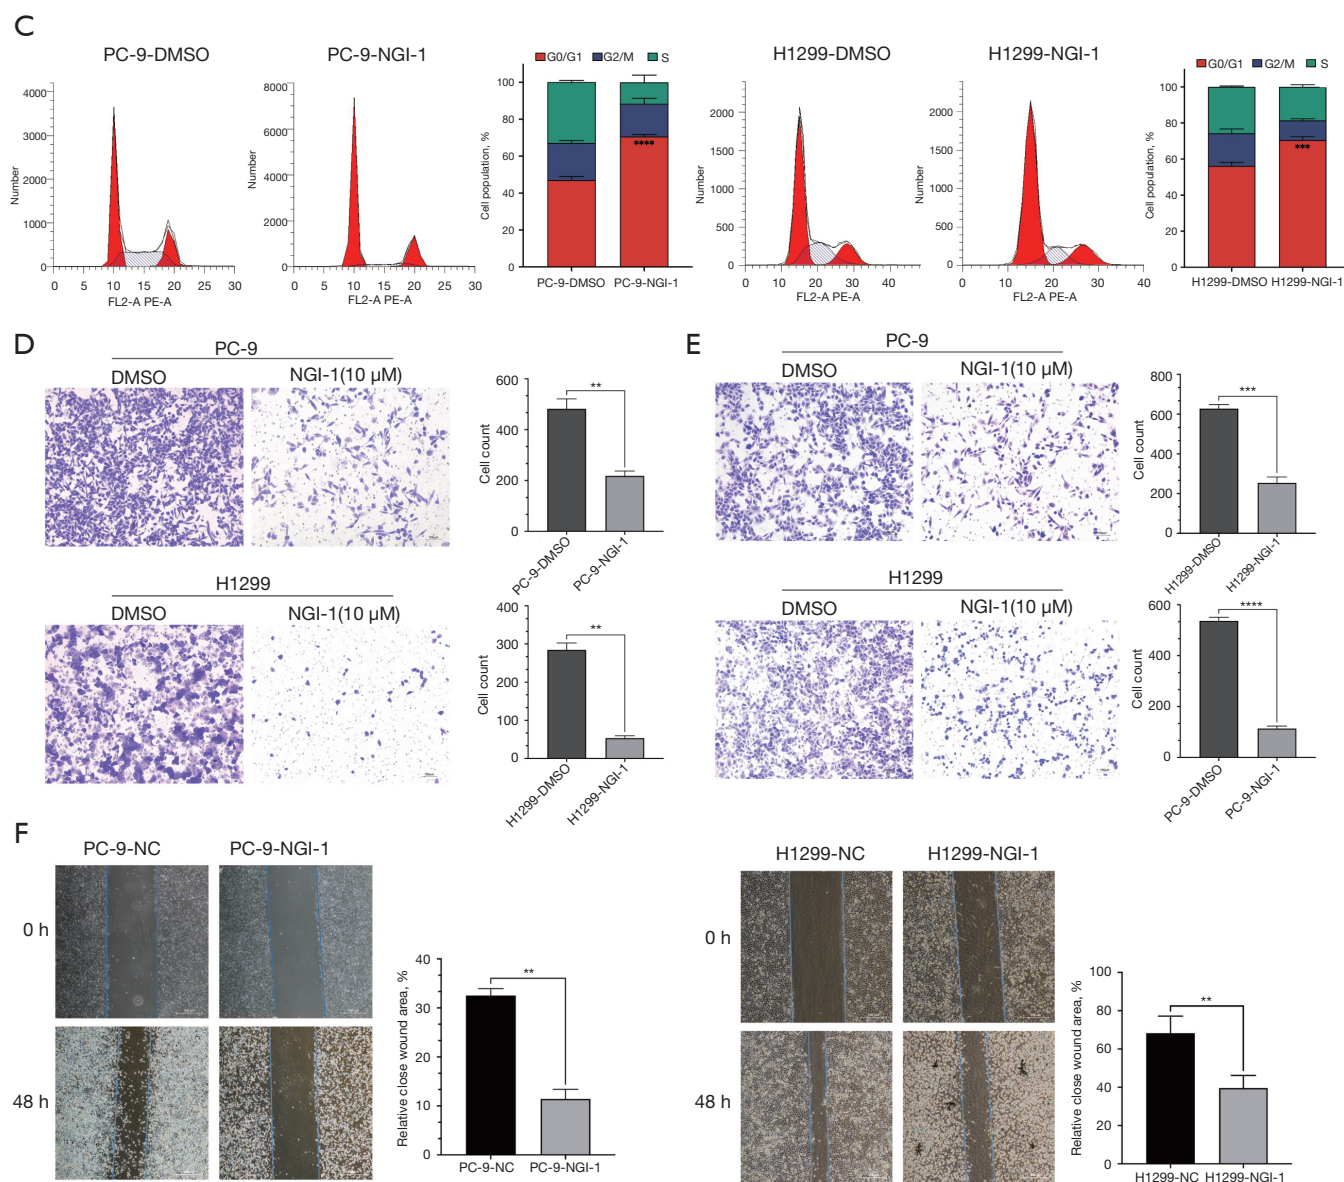 C
PC-9-DMSO
PC-9-NGI-1
G0/G1 G2/M S
H1299-DMSO
H1299-NGI-1
G0/G1 G2/M S
Number
4000
3000
2000
1000
0
0 5 10 15 20 25 30
FL2-A PE-A
Number
8000
6000
4000
2000
0
0 5 10 15 20 25 30
FL2-A PE-A
Cell population, %
100
80
60
40
20
0
****
PC-9-DMSO PC-9-NGI-1
Number
2000
1500
1000
500
0
0 10 20 30 40
FL2-A PE-A
Number
2000
1500
1000
500
0
0 10 20 30 40
FL2-A PE-A
Cell population, %
100
80
60
40
20
0
***
H1299-DMSO H1299-NGI-1
D
PC-9
DMSO
NGI-1(10 μM)
Cell count
600
400
200
0
**
PC-9-DMSO
PC-9-NGI-1
H1299
DMSO
NGI-1(10 μM)
Cell count
400
300
200
100
0
**
H1299-DMSO
H1299-NGI-1
E
PC-9
DMSO
NGI-1(10 μM)
Cell count
800
600
400
200
0
***
H1299-DMSO
H1299-NGI-1
H1299
DMSO
NGI-1(10 μM)
Cell count
600
400
200
0
****
PC-9-DMSO
PC-9-NGI-1
F
PC-9-NC
PC-9-NGI-1
0 h
48 h
Relative close wound area, %
40
30
20
10
0
**
PC-9-NC PC-9-NGI-1
H1299-NC
H1299-NGI-1
0 h
48 h
Relative close wound area, %
100
80
60
40
20
0
**
H1299-NC H1299-NGI-1